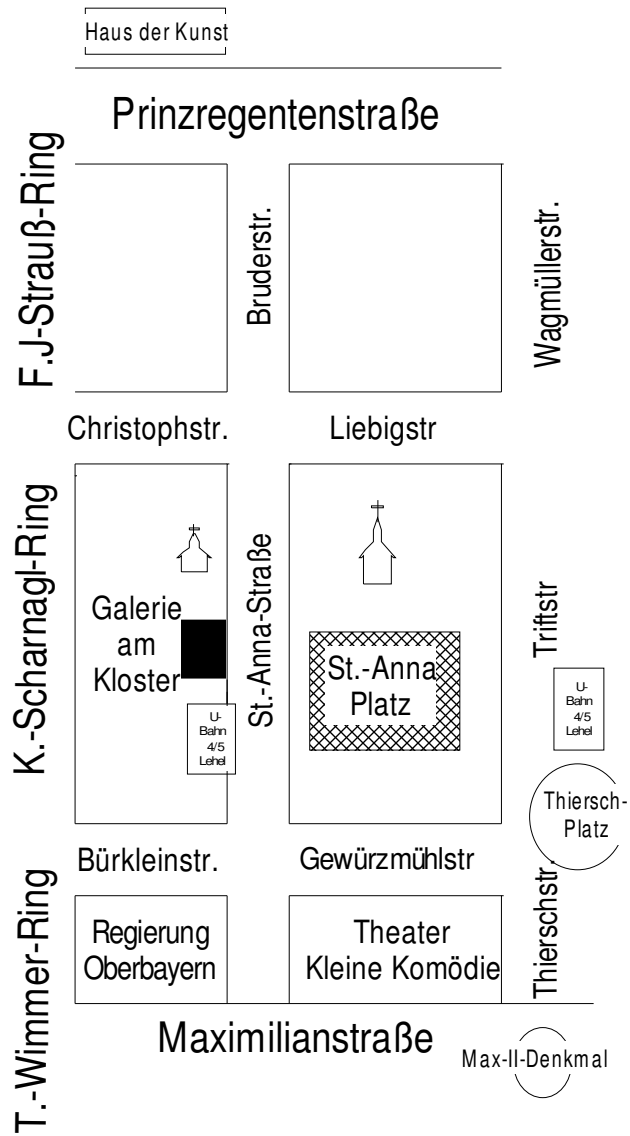 Haus der Kunst
Prinzregentenstraße
F.J-Strauß-Ring
Bruderstr.
Wagmüllerstr.
Christophstr.
Liebigstr
K.-Scharnagl-Ring
Galerie
am
Kloster
St.-Anna-Straße
St.-Anna
Platz
Triftstr
U-
Bahn
4/5
Lehel
U-
Bahn
4/5
Lehel
Thiersch-
Platz
Bürkleinstr.
Gewürzmühlstr
T.-Wimmer-Ring
Regierung
Oberbayern
Theater
Kleine Komödie
Thierschstr.
Maximilianstraße
Max-II-Denkmal